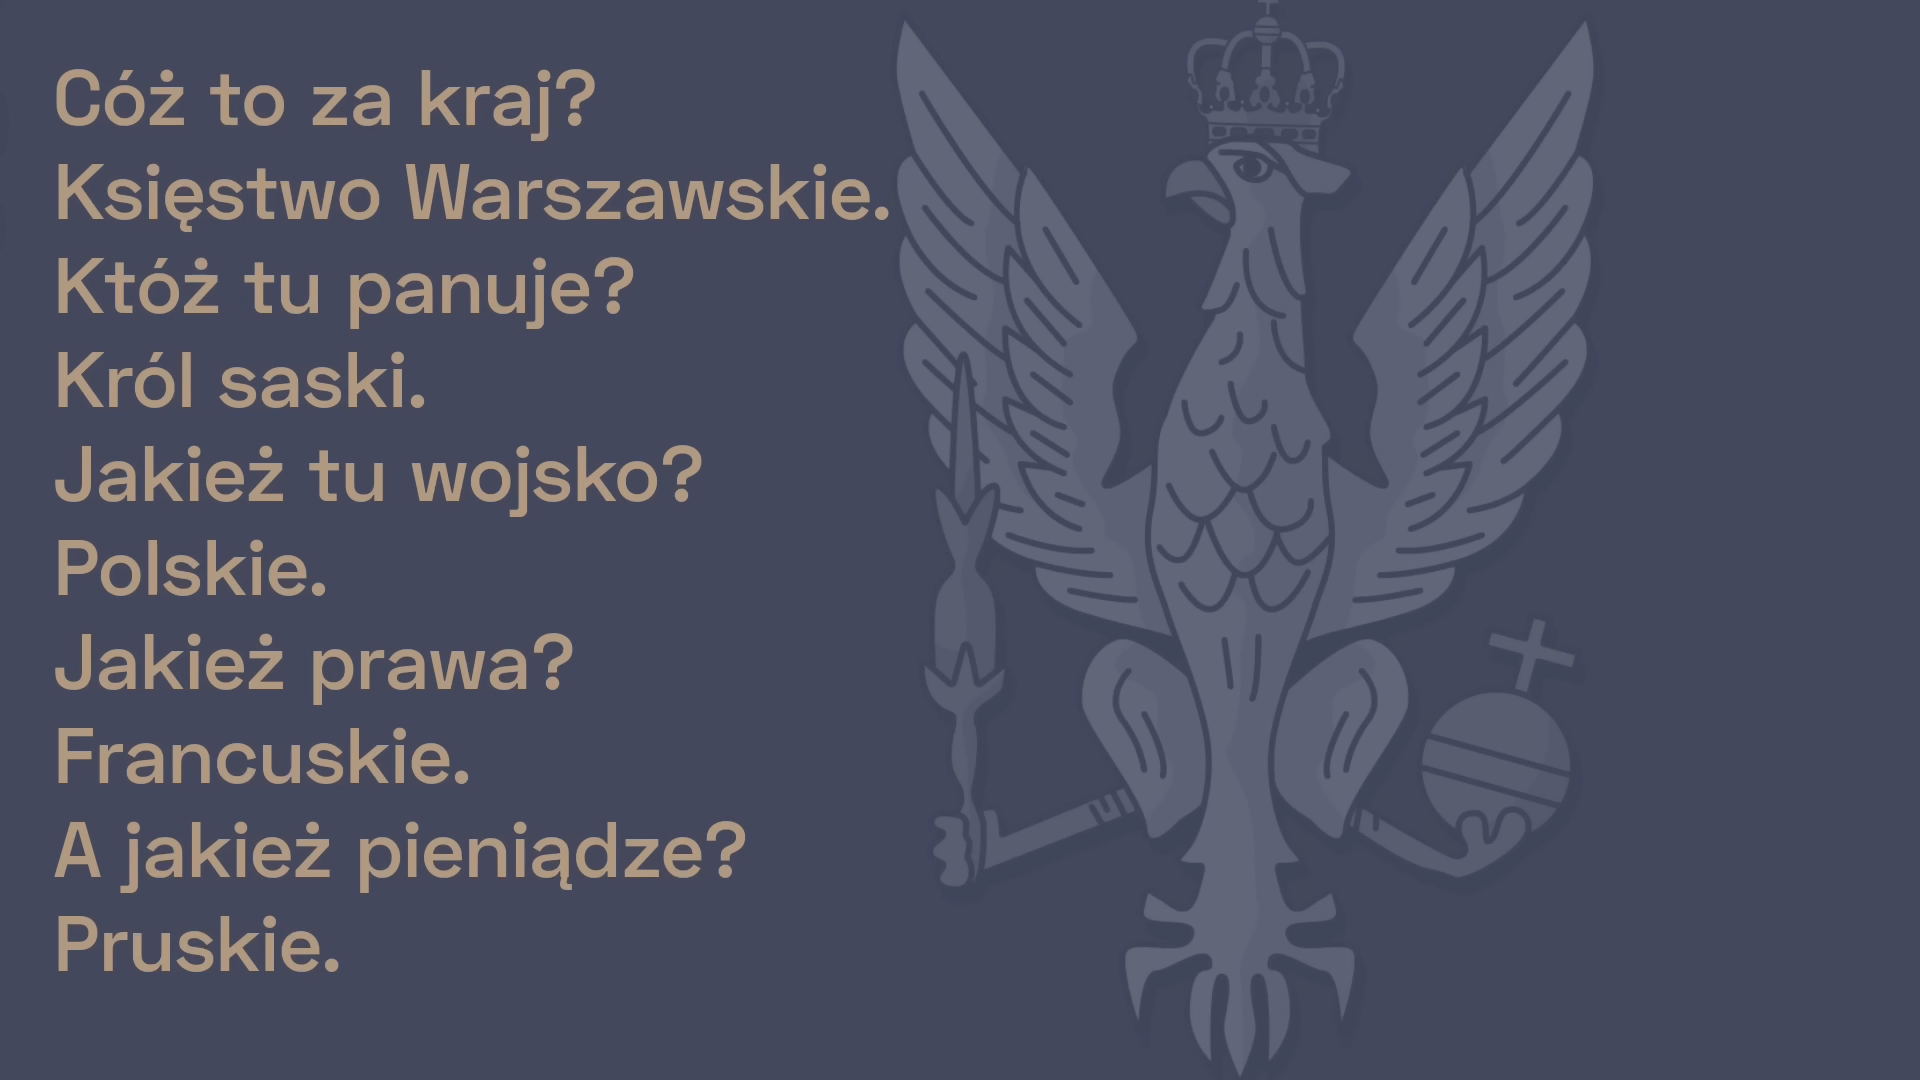 Cóż to za kraj?
Księstwo Warszawskie.
Któż tu panuje?
Król saski.
Jakież tu wojsko?
Polskie.
Jakież prawa?
Francuskie.
A jakież pieniądze?
Pruskie.